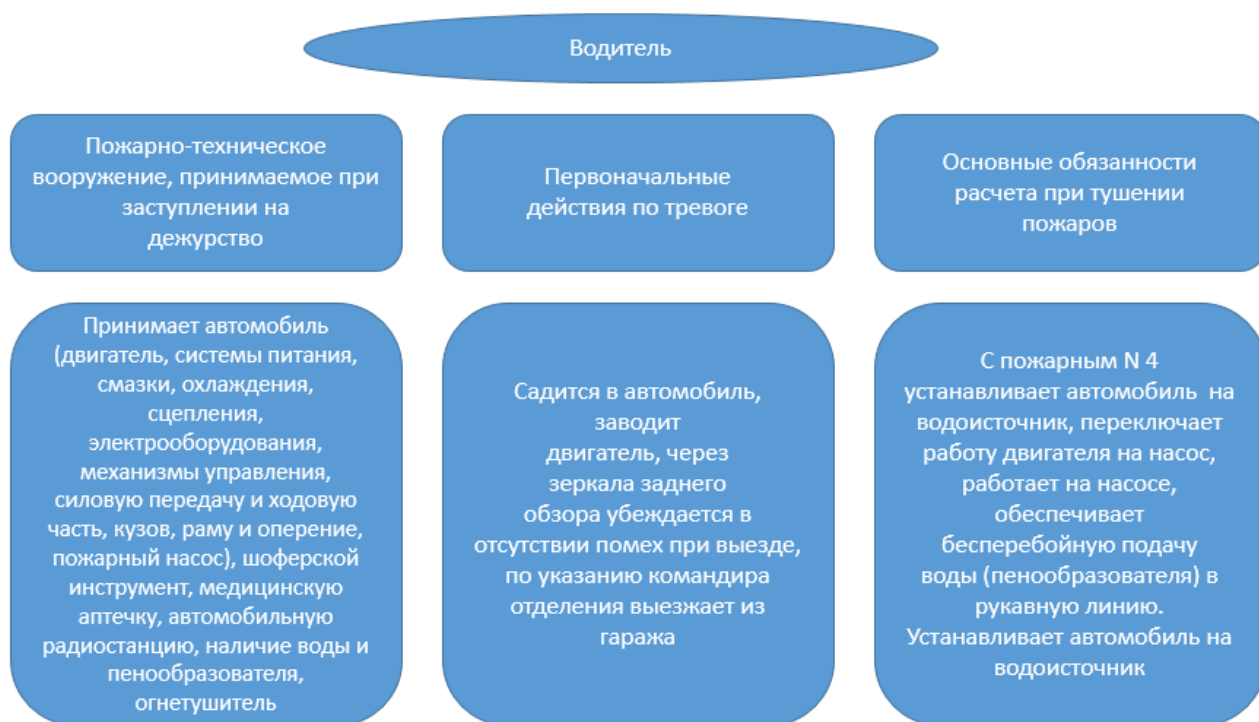 Водитель
Пожарно-техническое
вооружение, принимаемое при
заступлении на
дежурство
Первоначальные
действия по тревоге
Основные обязанности
расчета при тушении
пожаров
Принимает автомобиль
(двигатель, системы питания,
смазки, охлаждения,
сцепления,
электрооборудования,
механизмы управления,
силовую передачу и ходовую
часть, кузов, раму и оперение,
пожарный насос), шоферской
инструмент, медицинскую
аптечку, автомобильную
радиостанцию, наличие воды и
пенообразователя,
огнетушитель
Садится в автомобиль,
заводит
двигатель, через
зеркала заднего
обзора убеждается в
отсутствии помех при выезде,
по указанию командира
отделения выезжает из
гаража
С пожарным N 4
устанавливает автомобиль на
водоисточник, переключает
работу двигателя на насос,
работает на насосе,
обеспечивает
бесперебойную подачу
воды (пенообразователя) в
рукавную линию.
Устанавливает автомобиль на
водоисточник